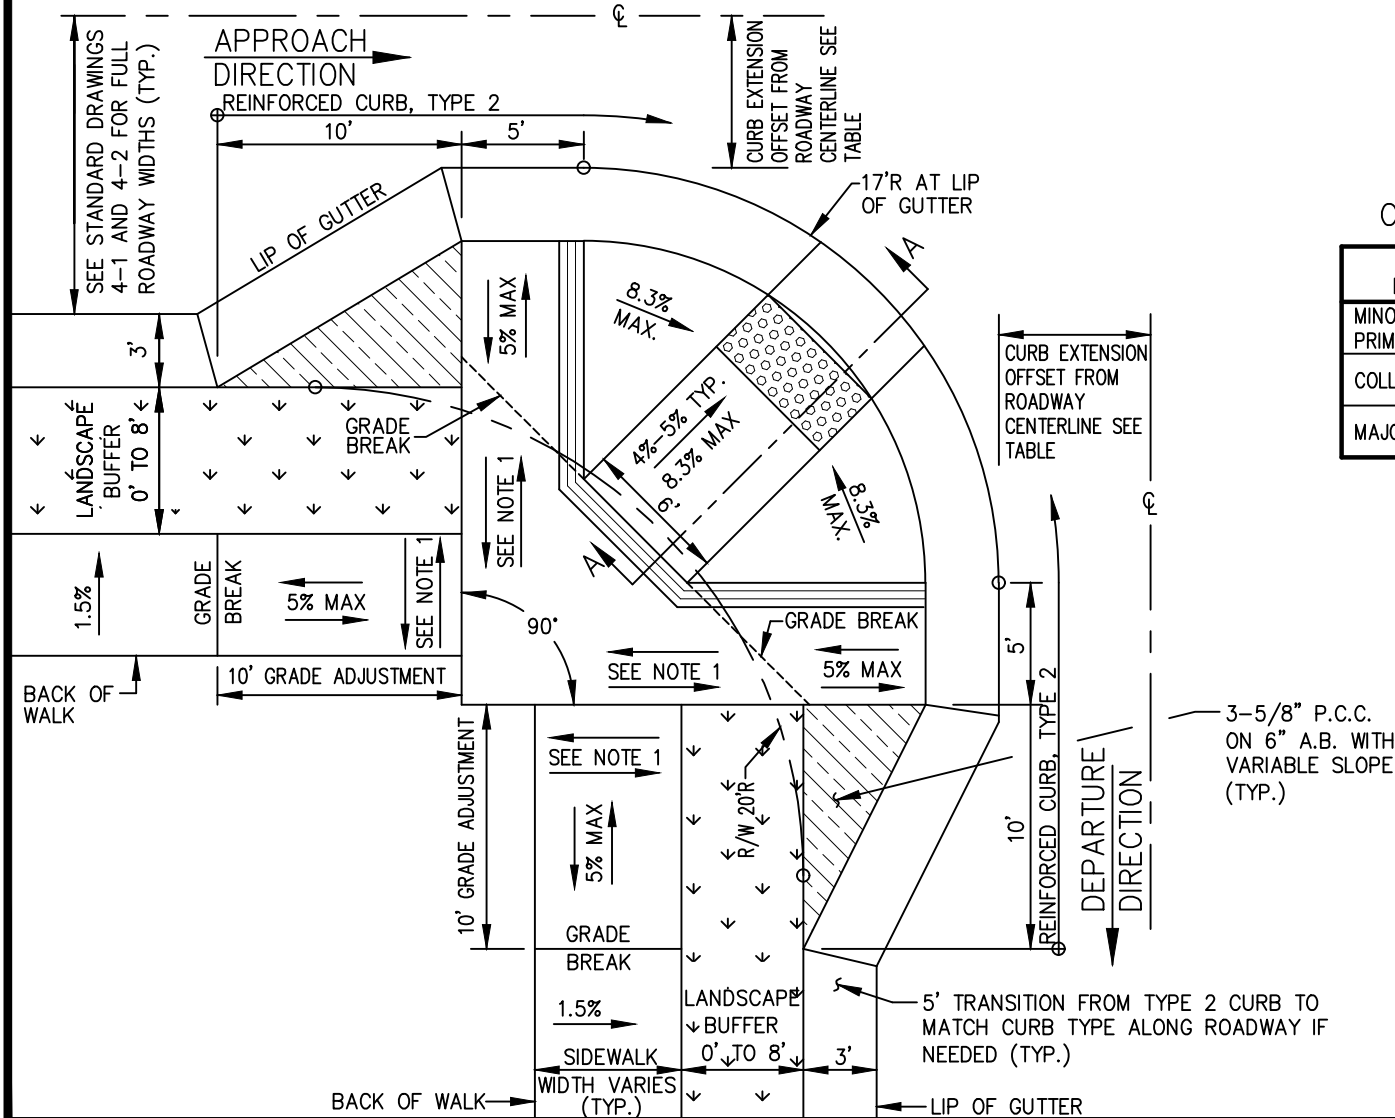 ℄
APPROACH
DIRECTION
REINFORCED CURB, TYPE 2
10'
5'
SEE STANDARD DRAWINGS
4-1 AND 4-2 FOR FULL
ROADWAY WIDTHS (TYP.)
CURB EXTENSION
OFFSET FROM
ROADWAY
CENTERLINE SEE
TABLE
17'R AT LIP
OF GUTTER
LIP OF GUTTER
A
8.3%
MAX.
5% MAX
3'
CURB EXTENSION
OFFSET FROM
ROADWAY
CENTERLINE SEE
TABLE
MINO
PRIM
COLL
MAJO
LANDSCAPE
BUFFER
0' TO 8'
GRADE
BREAK
4%-5% TYP.
8.3% MAX
6'
8.3%
MAX.
℄
SEE NOTE 1
A
1.5%
GRADE
BREAK
5% MAX
SEE NOTE 1
90°
GRADE BREAK
SEE NOTE 1
5% MAX
5'
10' GRADE ADJUSTMENT
BACK OF
WALK
10' GRADE ADJUSTMENT
SEE NOTE 1
5% MAX
R/W 20'R
10'
REINFORCED CURB, TYPE 2
DEPARTURE
DIRECTION
3-5/8" P.C.C.
ON 6" A.B. WITH
VARIABLE SLOPE
(TYP.)
GRADE
BREAK
1.5%
LANDSCAPE
BUFFER
0' TO 8'
3'
5' TRANSITION FROM TYPE 2 CURB TO
MATCH CURB TYPE ALONG ROADWAY IF
NEEDED (TYP.)
SIDEWALK
WIDTH VARIES
(TYP.)
BACK OF WALK
LIP OF GUTTER